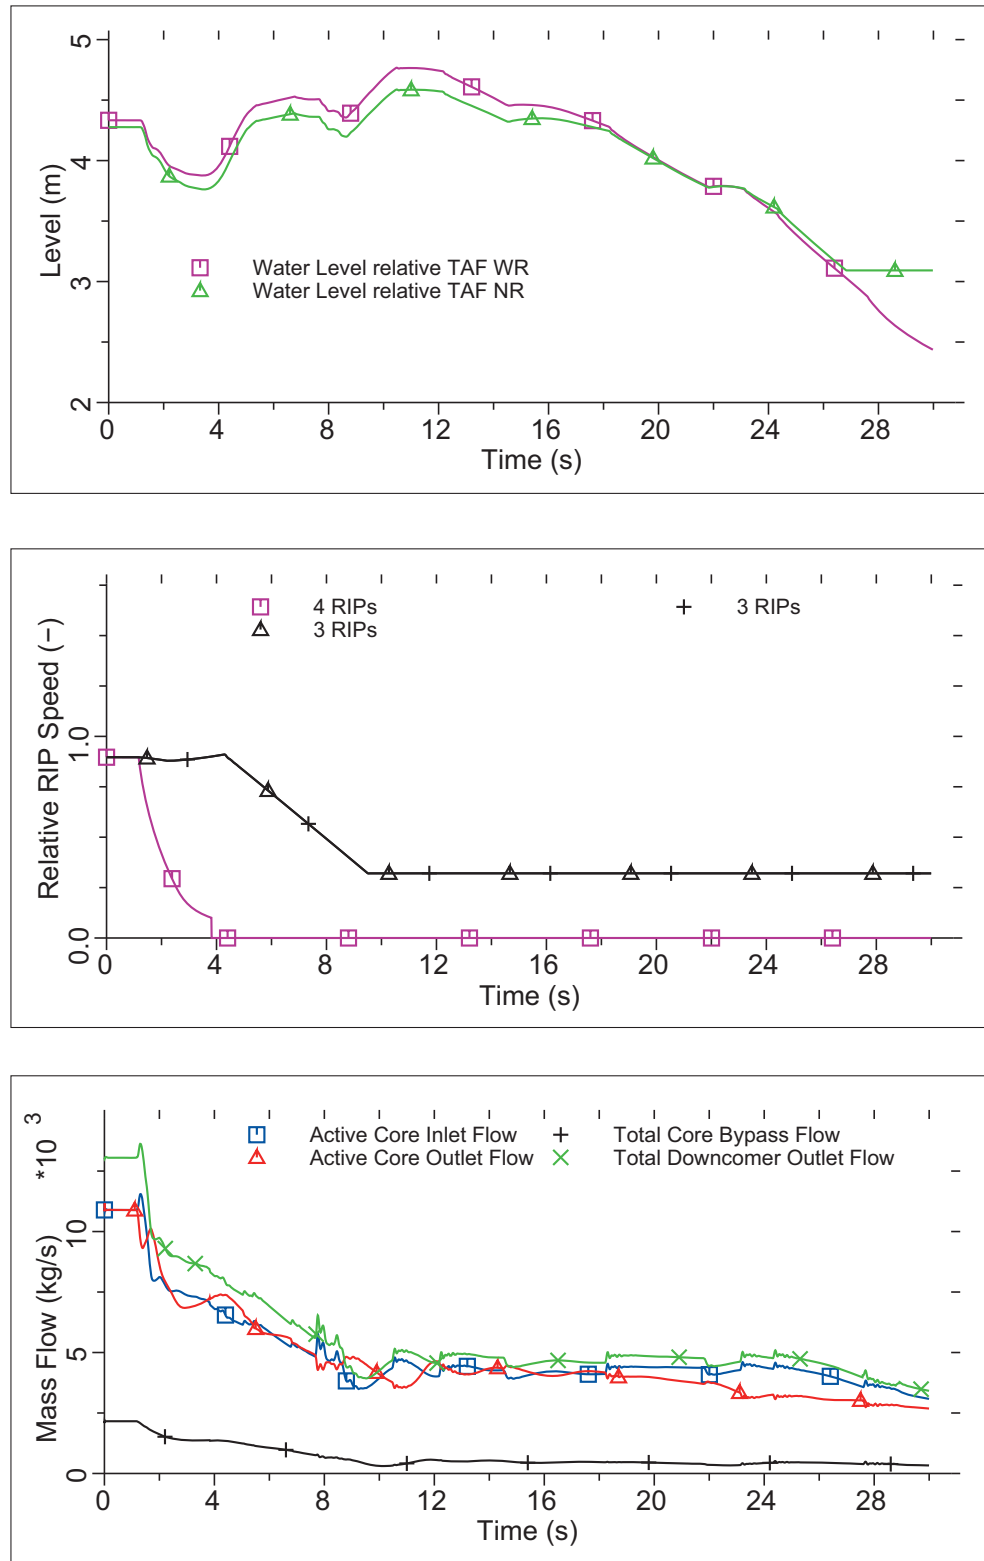 5
4
3
2
Level (m)
Water Level relative TAF WR
Water Level relative TAF NR
0 4 8 12 16 20 24 28
Time (s)
4 RIPs
3 RIPs
3 RIPs
1.0
0.0
Relative RIP Speed (−)
0 4 8 12 16 20 24 28
Time (s)
*10 3
Active Core Inlet Flow
Total Core Bypass Flow
Active Core Outlet Flow
Total Downcomer Outlet Flow
10
5
0
Mass Flow (kg/s)
0 4 8 12 16 20 24 28
Time (s)